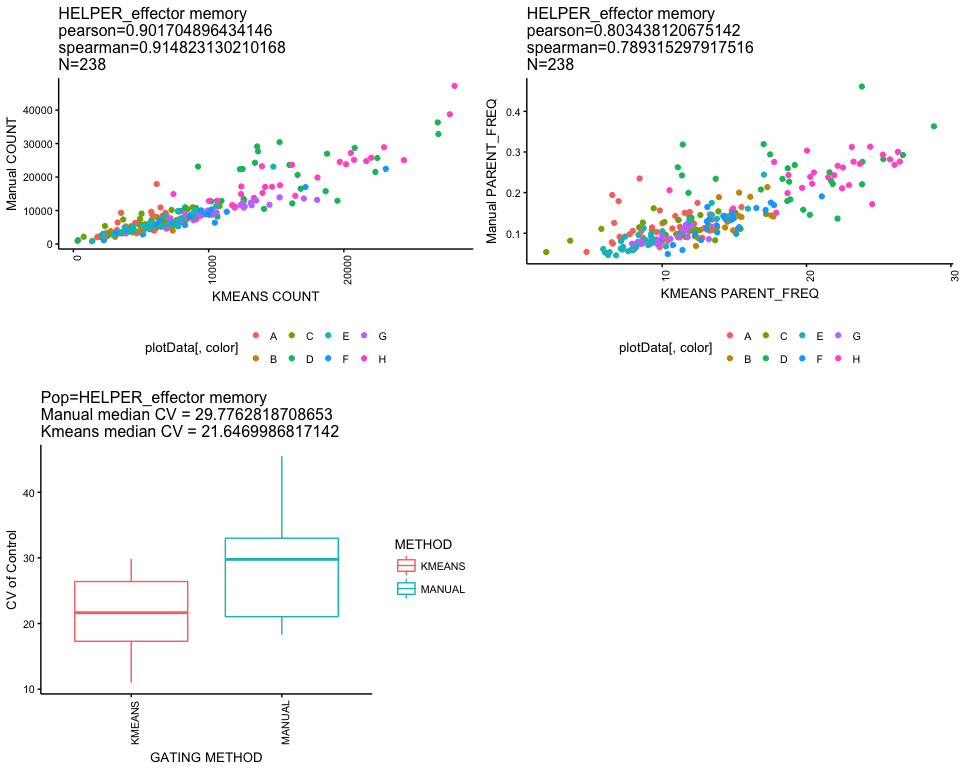 HELPER_effector memory
pearson=0.901704896434146
spearman=0.914823130210168
N=238
Manual COUNT
40000
30000
20000
10000
0
0
10000
20000
KMEANS COUNT
plotData[, color]
A
C
E
G
B
D
F
H
HELPER_effector memory
pearson=0.803438120675142
spearman=0.789315297917516
N=238
Manual PARENT_FREQ
0.4
0.3
0.2
0.1
10
20
30
KMEANS PARENT_FREQ
plotData[, color]
A
C
E
G
B
D
F
H
Pop=HELPER_effector memory
Manual median CV = 29.7762818708653
Kmeans median CV = 21.6469986817142
CV of Control
40
30
20
10
KMEANS
MANUAL
GATING METHOD
METHOD
KMEANS
MANUAL